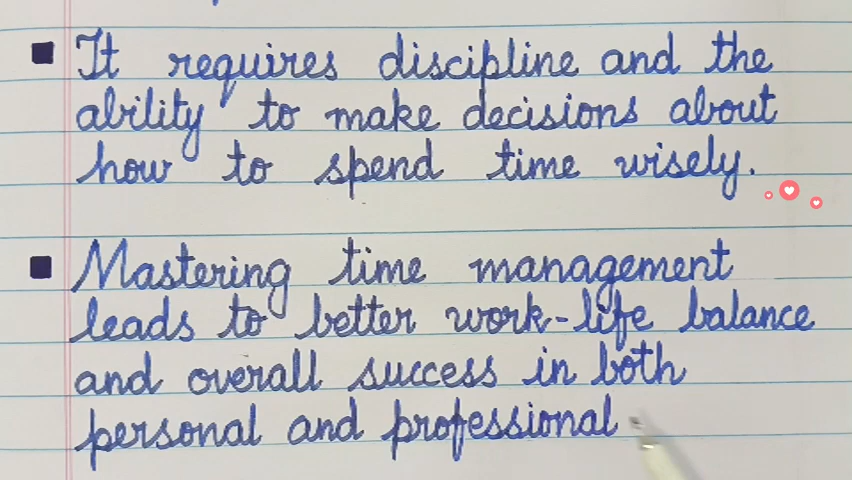 It requires discipline and the
ability to make decisions about
how to spend time wisely.
Mastering time management
leads to better work-life balance
and overall success in both
personal and professional